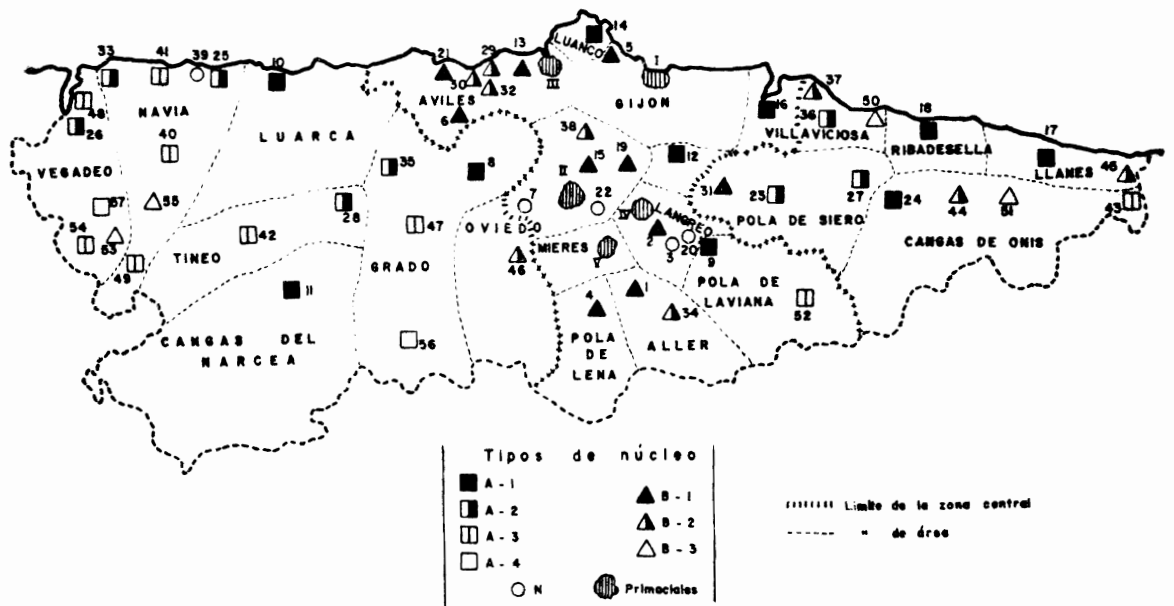 14
33
41
39
25
10
21
29
13
LUANCO
5
I
III
30
32
AVILES
6
GIJON
37
48
26
NAVIA
40
LUARCA
38
16
36
50
18
VILLAVICIOSA
RIBADESELLA
17
LLANES
46
VEGADEO
35
8
II
15
19
12
31
23
27
24
44
51
43
57
55
28
7
22
IV
LANGREO
POLA DE SIERO
CANGAS DE ONIS
54
53
49
42
TINEO
47
OVIEDO
46
MIERES
V
2
3
20
9
GRADO
POLA DE
LAVIANA
52
11
4
1
34
CANGAS DEL
NARCEA
56
POLA
DE
LENA
ALLER
Tipos de núcleo
A-1
B-1
A-2
B-2
A-3
B-3
A-4
N
Primaciales
Limite de la zona central
" de área